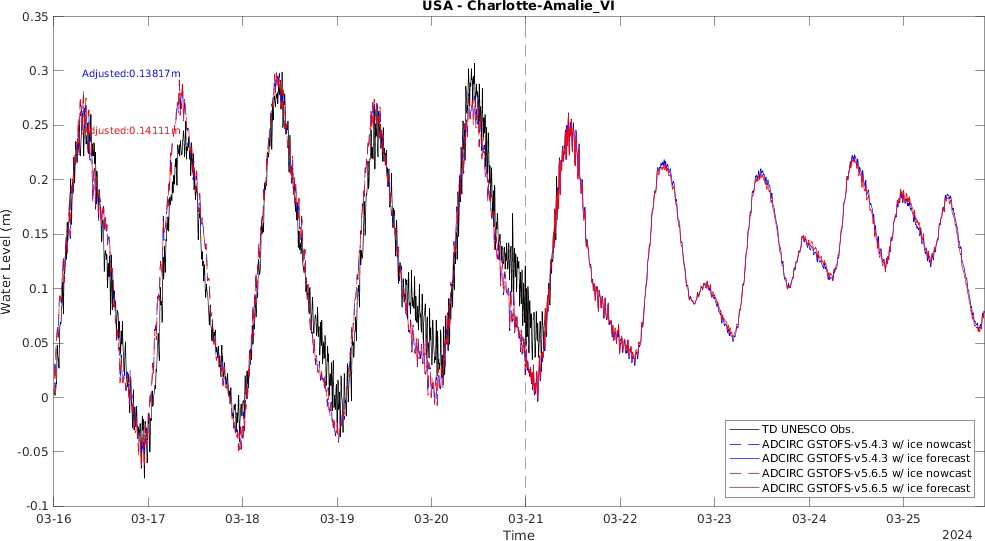 USA - Charlotte-Amalie_VI
0.35
0.3
0.25
0.2
0.15
0.1
0.05
0
-0.05
-0.1
Water Level (m)
Adjusted:0.13817m
Adjusted:0.14111m
TD UNESCO Obs.
ADCIRC GSTOFS-v5.4.3 w/ ice nowcast
ADCIRC GSTOFS-v5.4.3 w/ ice forecast
ADCIRC GSTOFS-v5.6.5 w/ ice nowcast
ADCIRC GSTOFS-v5.6.5 w/ ice forecast
03-16 03-17 03-18 03-19 03-20 03-21 03-22 03-23 03-24 03-25
Time
2024